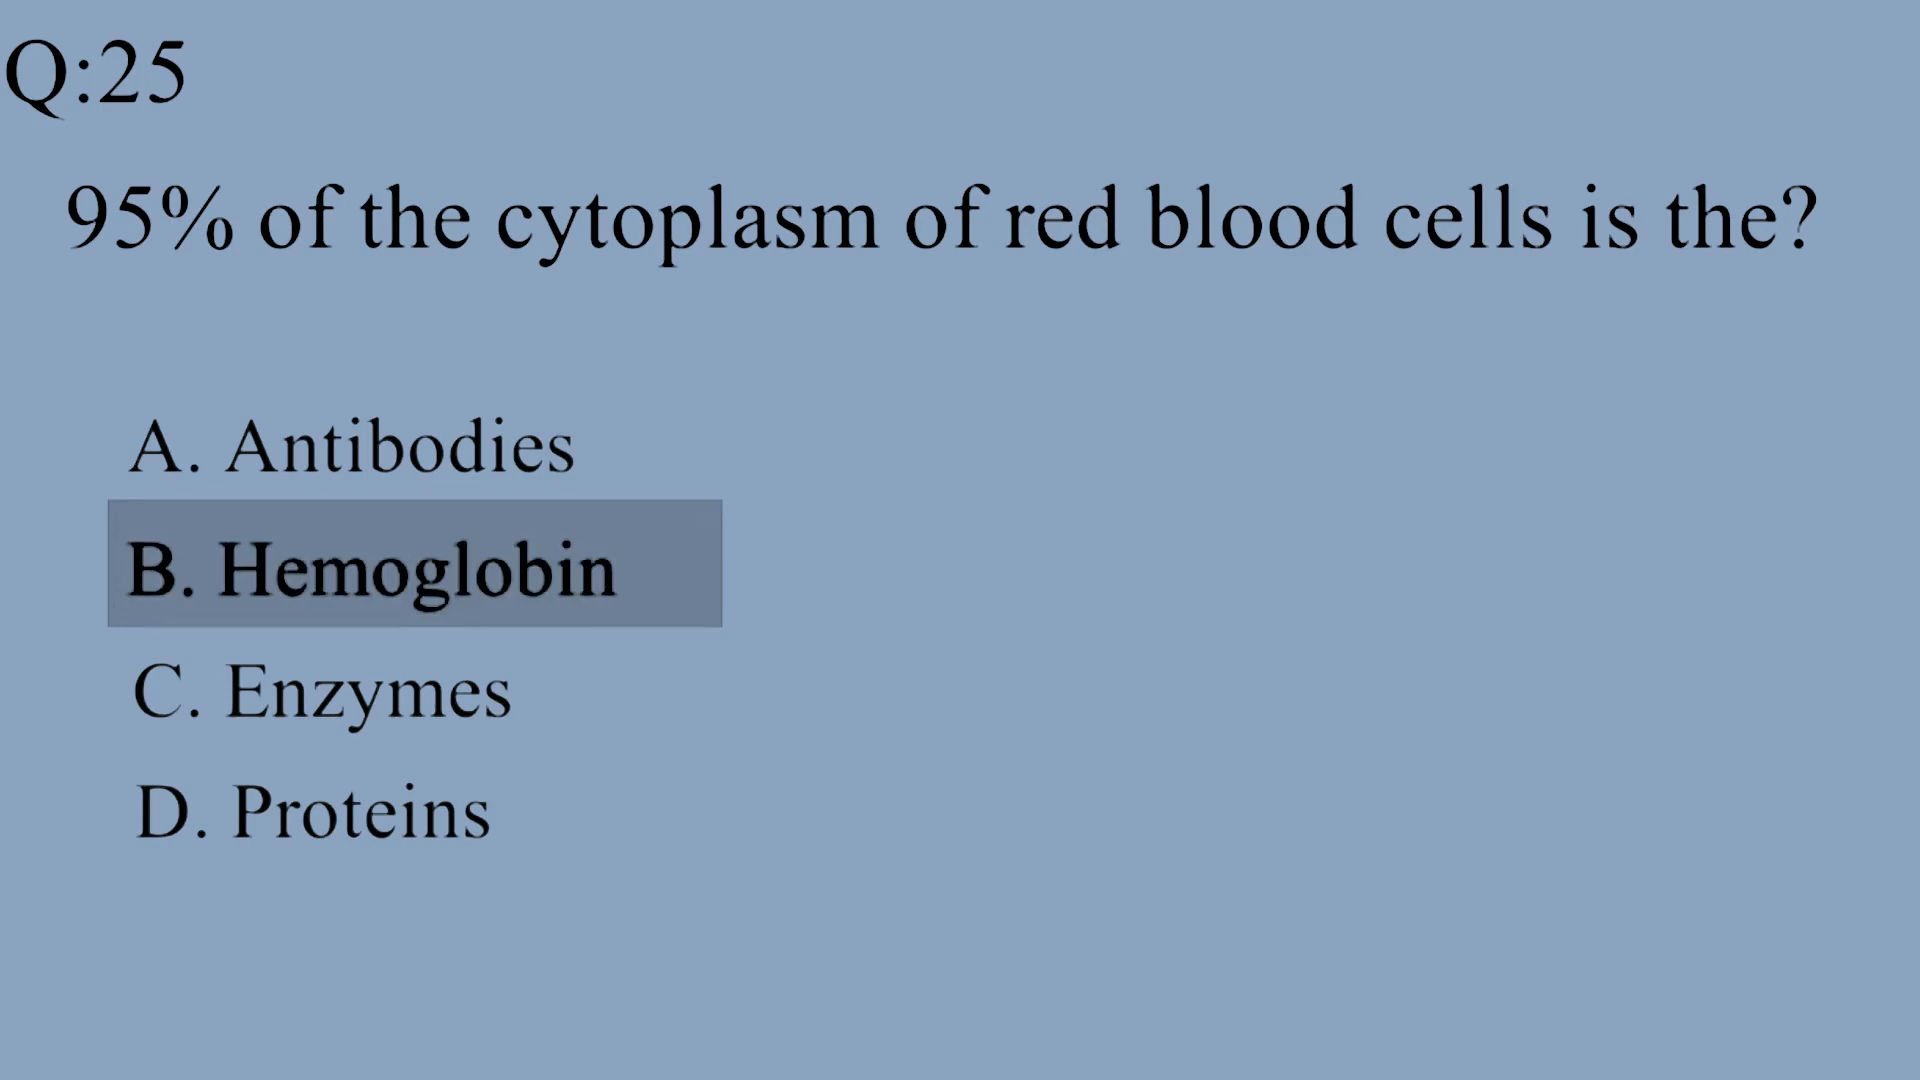 Q:25
95% of the cytoplasm of red blood cells is the?
A. Antibodies
B. Hemoglobin
C. Enzymes
D. Proteins